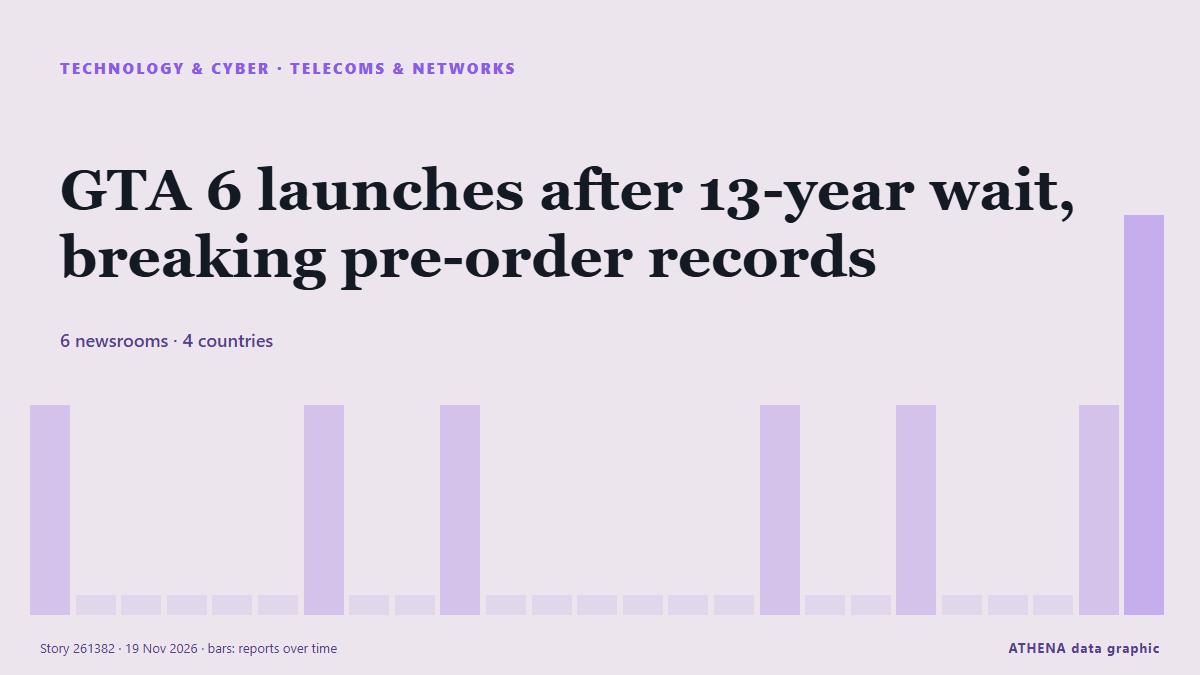 TECHNOLOGY & CYBER · TELECOMS & NETWORKS
GTA 6 launches after 13-year wait,
breaking pre-order records
6 newsrooms · 4 countries
Story 261382 · 19 Nov 2026 · bars: reports over time
ATHENA data graphic